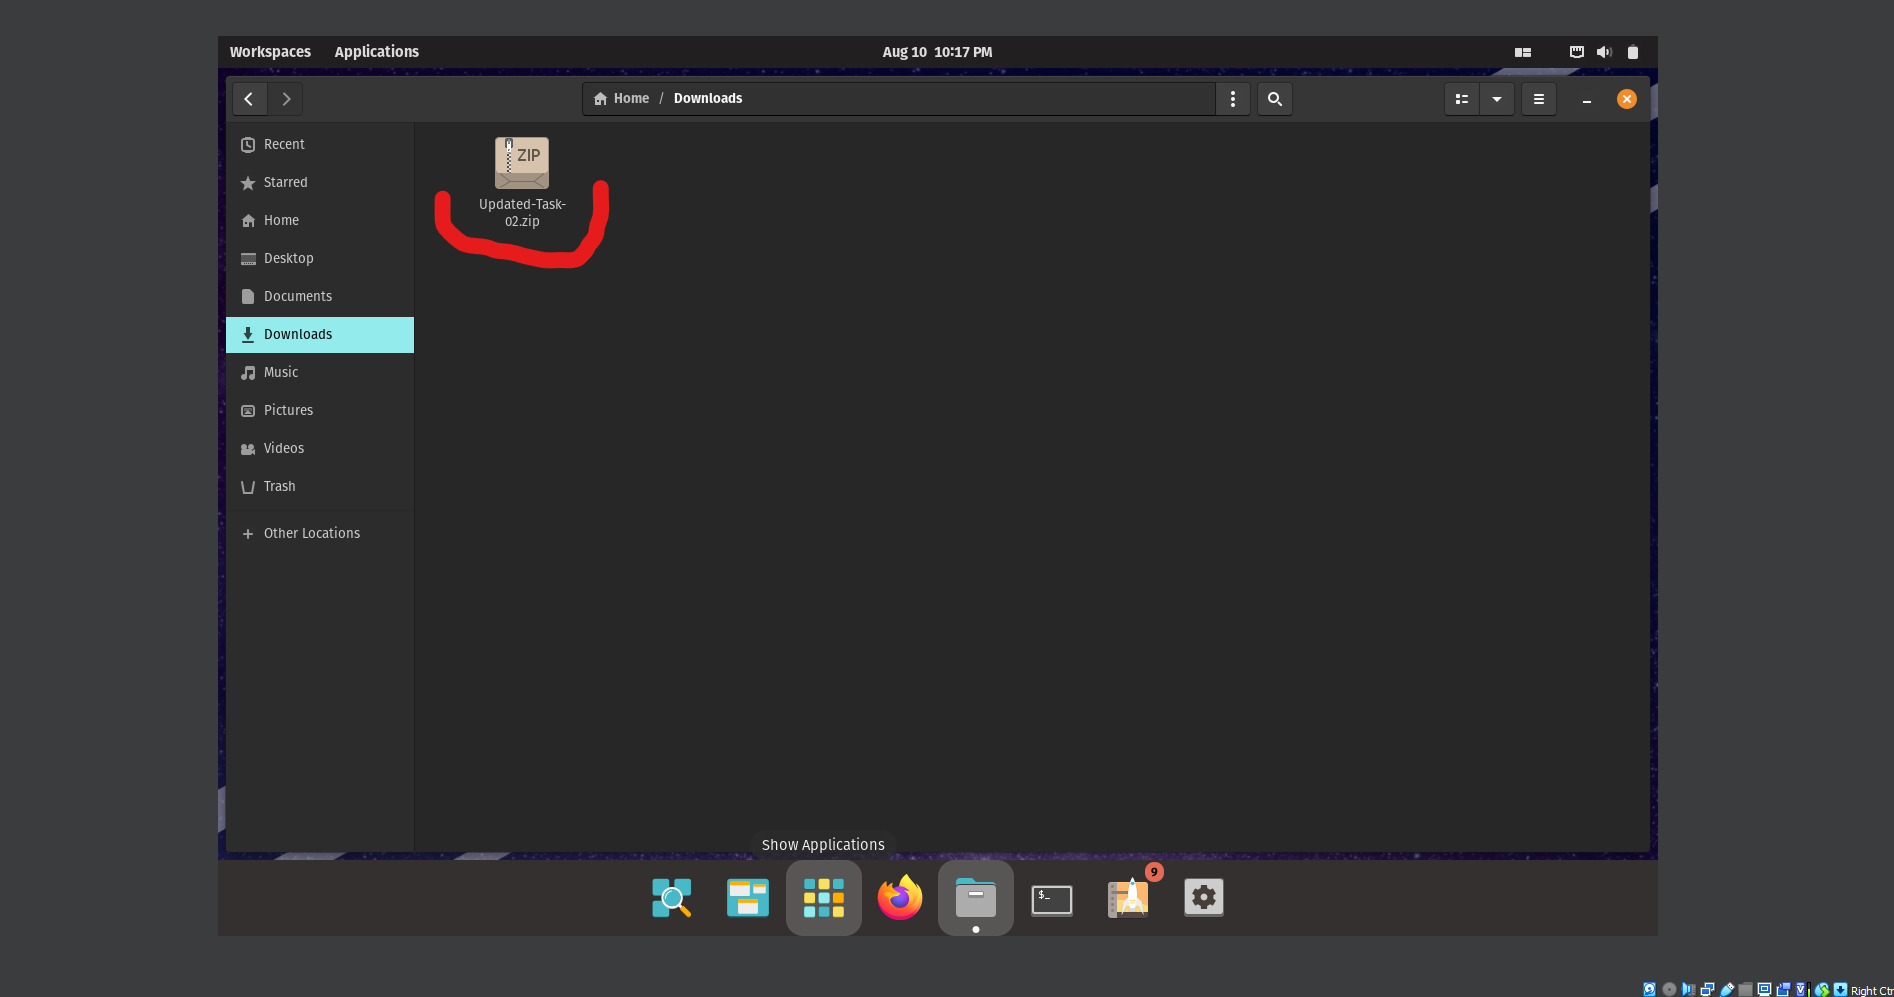 Workspaces Applications Aug 10 10:17 PM
Home / Downloads
Recent
Starred
Home
Desktop
Documents
Downloads
Music
Pictures
Videos
Trash
Other Locations
ZIP
Updated-Task-
02.zip
Show Applications
$_
9
Right Ctr